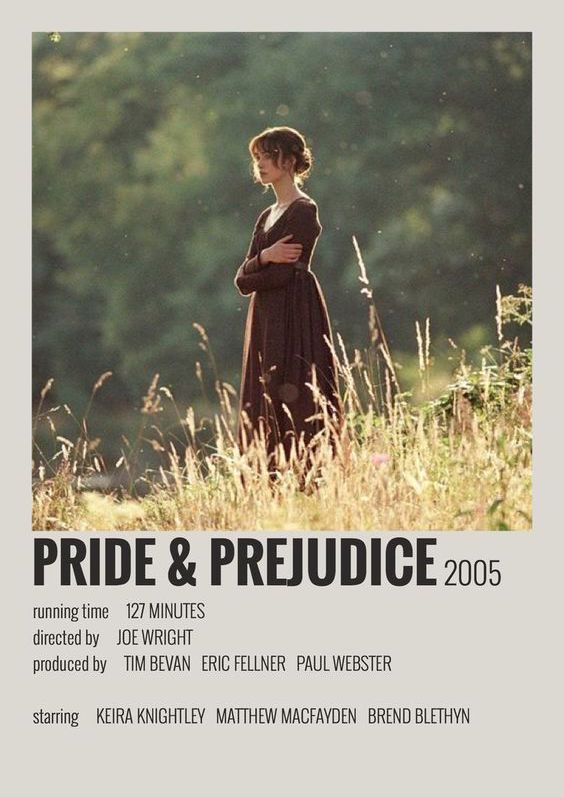 PRIDE & PREJUDICE 2005
running time 127 MINUTES
directed by JOE WRIGHT
produced by TIM BEVAN ERIC FELLNER PAUL WEBSTER
starring KEIRA KNIGHTLEY MATTHEW MACFAYDEN BREND BLETHYN